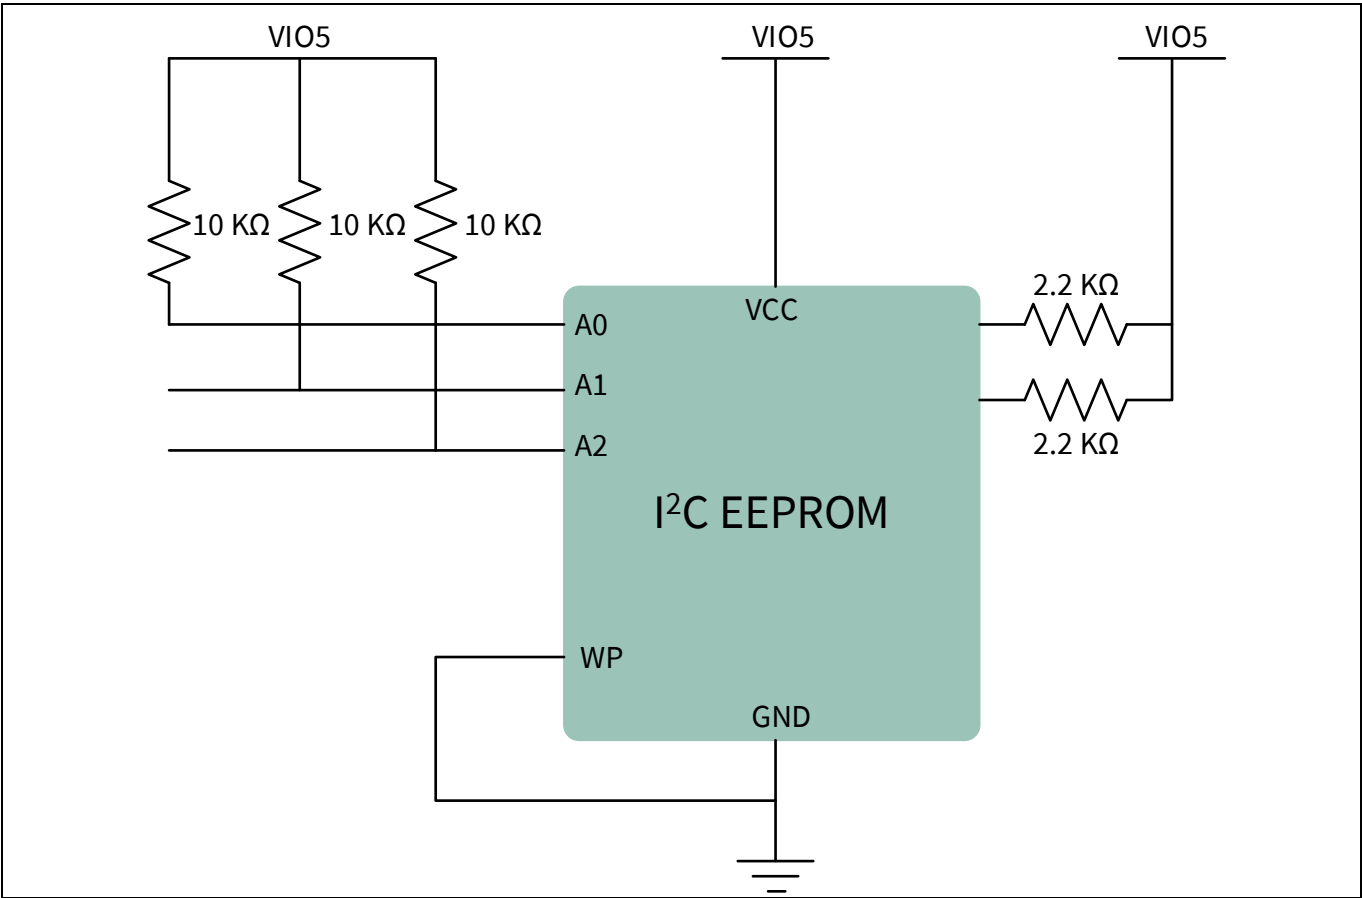 VIO5
VIO5
VIO5
10 KΩ
10 KΩ
10 KΩ
2.2 KΩ
VCC
A0
A1
A2
2.2 KΩ
I²C EEPROM
WP
GND